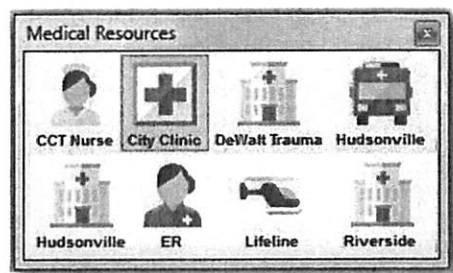 Medical Resources
CCT Nurse City Clinic DeWalt Trauma Hudsonville
Hudsonville ER Lifeline Riverside